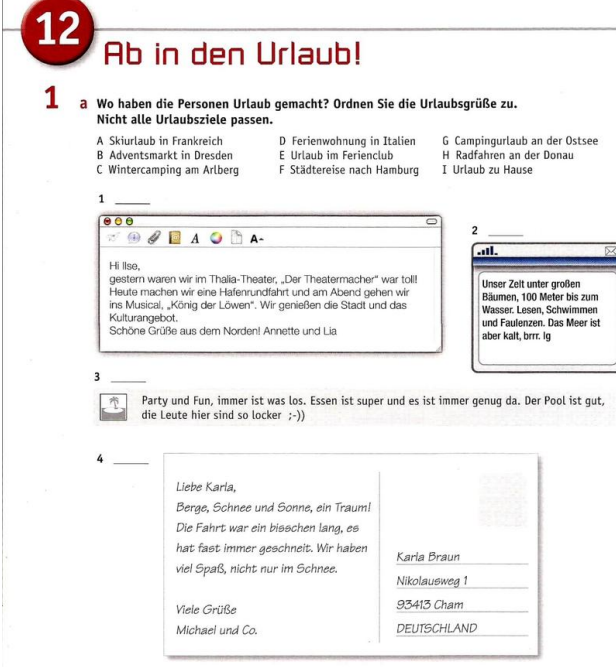 12
Ab in den Urlaub!
1 a Wo haben die Personen Urlaub gemacht? Ordnen Sie die Urlaubsgrüße zu.
Nicht alle Urlaubsziele passen.
A Skiurlaub in Frankreich
B Adventsmarkt in Dresden
C Wintercamping am Arlberg
D Ferienwohnung in Italien
E Urlaub im Ferienclub
F Städtereise nach Hamburg
G Campingurlaub an der Ostsee
H Radfahren an der Donau
I Urlaub zu Hause
1
A A-
Hi Ilse,
gestern waren wir im Thalia-Theater, „Der Theatermacher“ war toll!
Heute machen wir eine Hafenrundfahrt und am Abend gehen wir
ins Musical, „König der Löwen“. Wir genießen die Stadt und das
Kulturangebot.
Schöne Grüße aus dem Norden! Annette und Lia
2
Unser Zelt unter großen
Bäumen, 100 Meter bis zum
Wasser. Lesen, Schwimmen
und Faulenzen. Das Meer ist
aber kalt, brrr. lg
3
Party und Fun, immer ist was los. Essen ist super und es ist immer genug da. Der Pool ist gut,
die Leute hier sind so locker ;-))
4
Liebe Karla,
Berge, Schnee und Sonne, ein Traum!
Die Fahrt war ein bisschen lang, es
hat fast immer geschneit. Wir haben
viel Spaß, nicht nur im Schnee.
Viele Grüße
Michael und Co.
Karla Braun
Nikolausweg 1
93413 Cham
DEUTSCHLAND